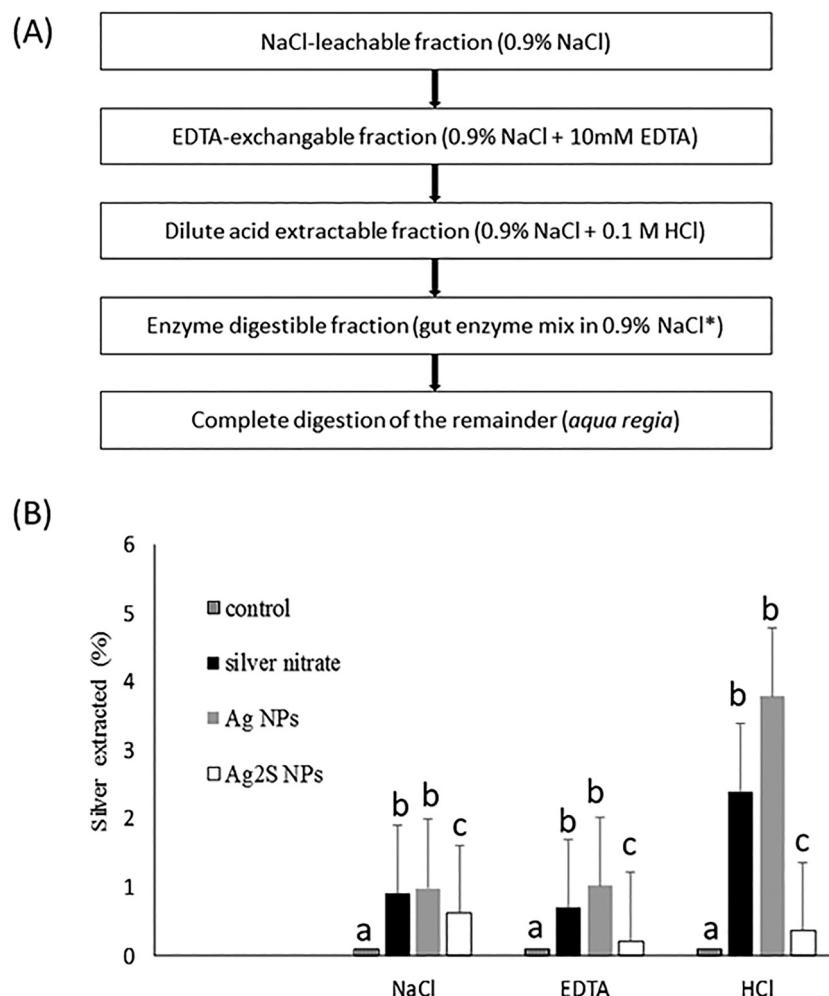 (A)
NaCl-leachable fraction (0.9% NaCl)
EDTA-exchangable fraction (0.9% NaCl + 10mM EDTA)
Dilute acid extractable fraction (0.9% NaCl + 0.1 M HCl)
Enzyme digestible fraction (gut enzyme mix in 0.9% NaCl*)
Complete digestion of the remainder (aqua regia)
(B)
Silver extracted (%)
6
5
4
3
2
1
0
control
silver nitrate
Ag NPs
Ag2S NPs
a b b c
a b b c
a b b c
NaCl EDTA HCl